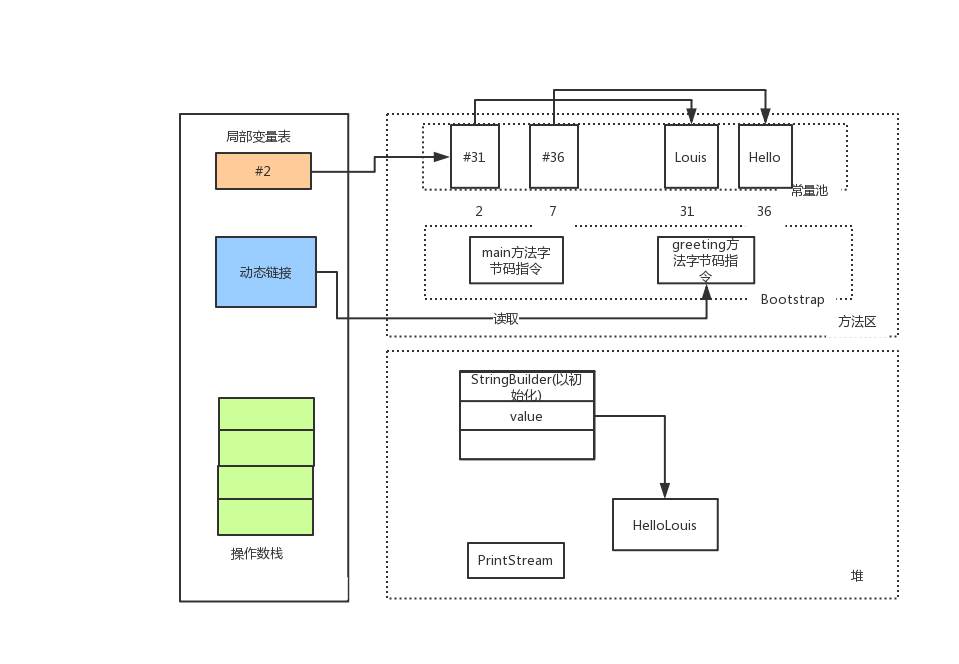 局部变量表
#2
动态链接
操作数栈
#31
#36
Louis
Hello
常量池
2
7
31
36
main方法字
节码指令
greeting方
法字节码指
令
Bootstrap
方法区
读取
StringBuilder(以初
始化)
value
HelloLouis
PrintStream
堆